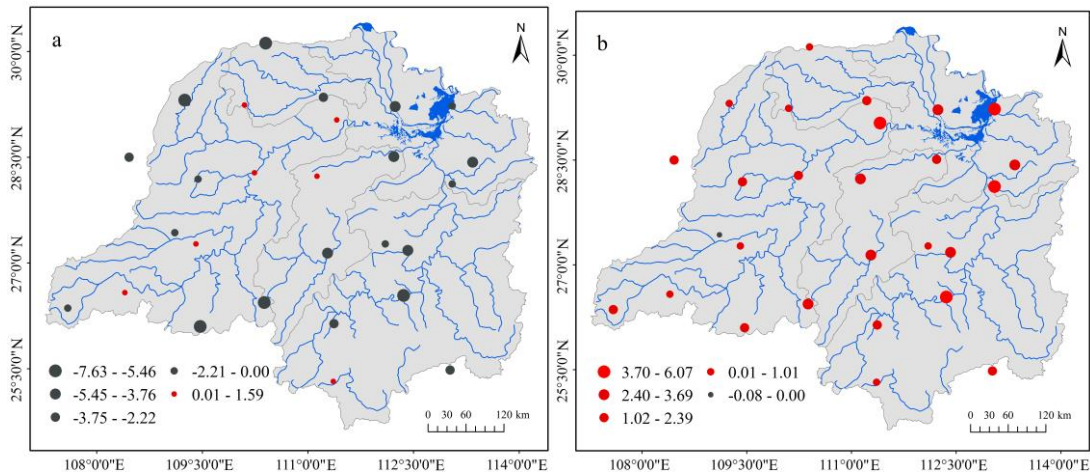 a
N
30°0'0"N
28°30'0"N
27°0'0"N
25°30'0"N
-7.63 - -5.46
-2.21 - 0.00
-5.45 - -3.76
0.01 - 1.59
-3.75 - -2.22
0 30 60 120 km
108°0'0"E 109°30'0"E 111°0'0"E 112°30'0"E 114°0'0"E
b
N
30°0'0"N
28°30'0"N
27°0'0"N
25°30'0"N
3.70 - 6.07
0.01 - 1.01
2.40 - 3.69
-0.08 - 0.00
1.02 - 2.39
0 30 60 120 km
108°0'0"E 109°30'0"E 111°0'0"E 112°30'0"E 114°0'0"E